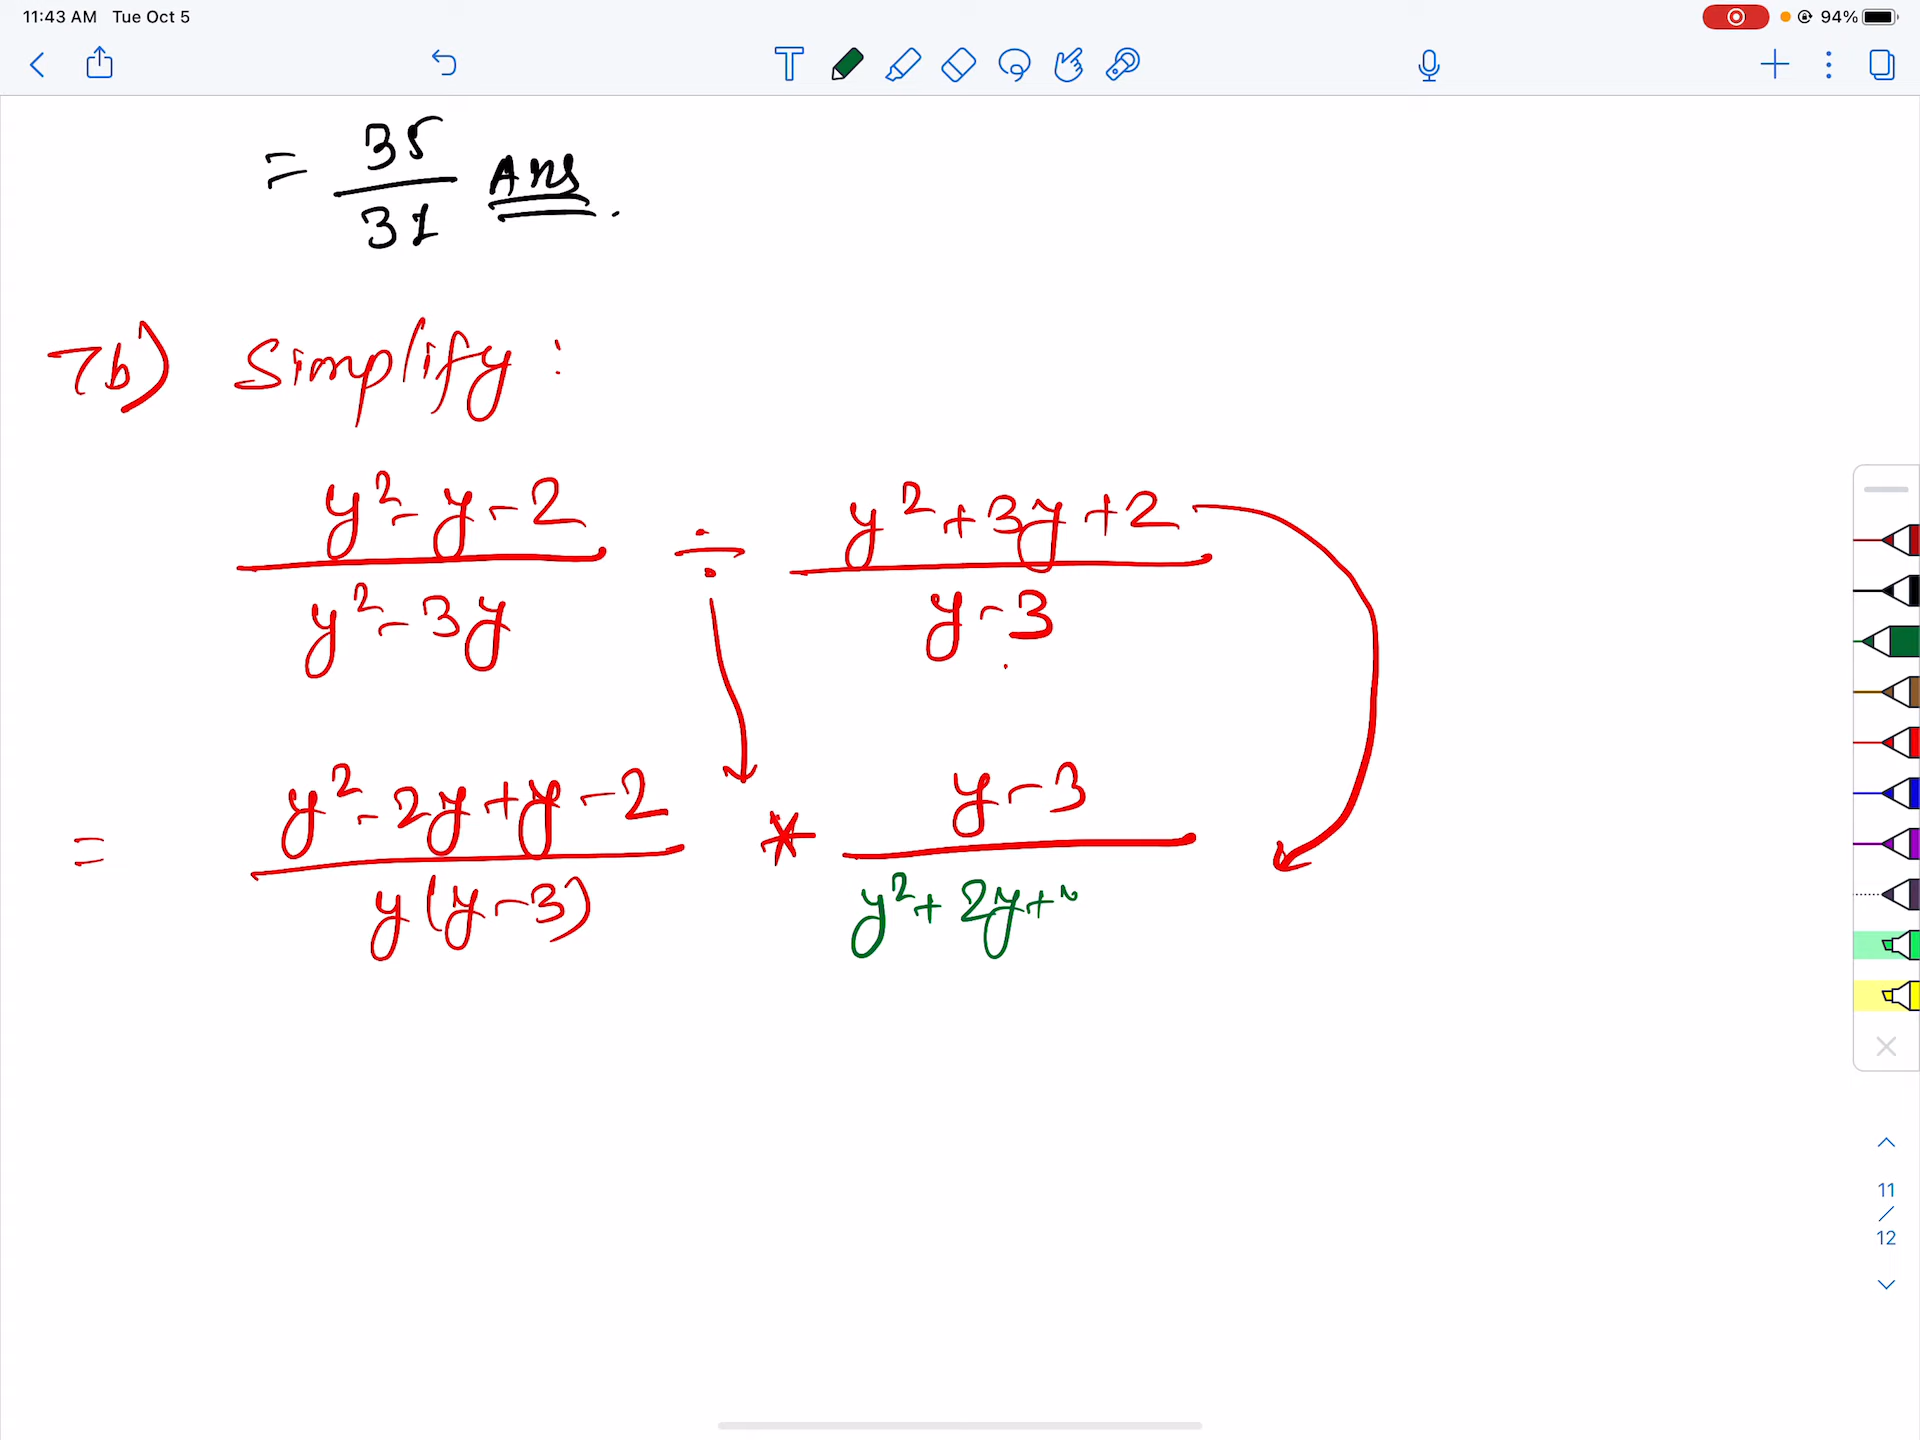 11:43 AM Tue Oct 5 94%
T
= 35/31 Ans.
7b) Simplify:
(y² - y - 2)/(y² - 3y) ÷ (y² + 3y + 2)/(y - 3)
= (y² - 2y + y - 2)/(y(y - 3)) * (y - 3)/(y² + 2y +
11
/
12